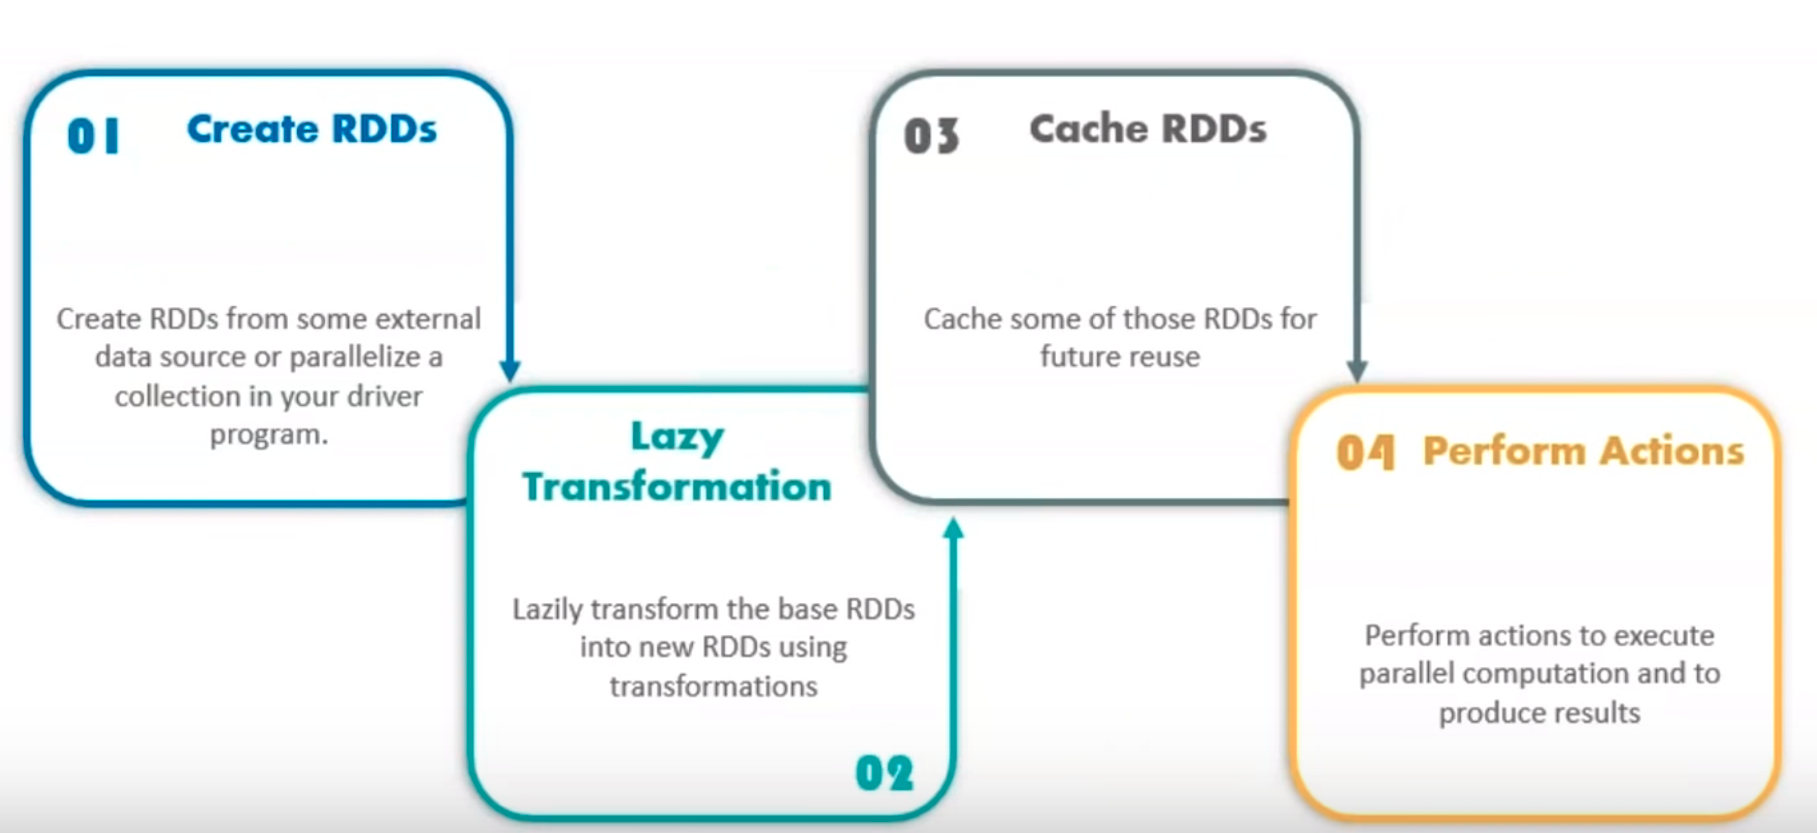 01 Create RDDs
Create RDDs from some external
data source or parallelize a
collection in your driver
program.
Lazy
Transformation
Lazily transform the base RDDs
into new RDDs using
transformations
02
03 Cache RDDs
Cache some of those RDDs for
future reuse
04 Perform Actions
Perform actions to execute
parallel computation and to
produce results